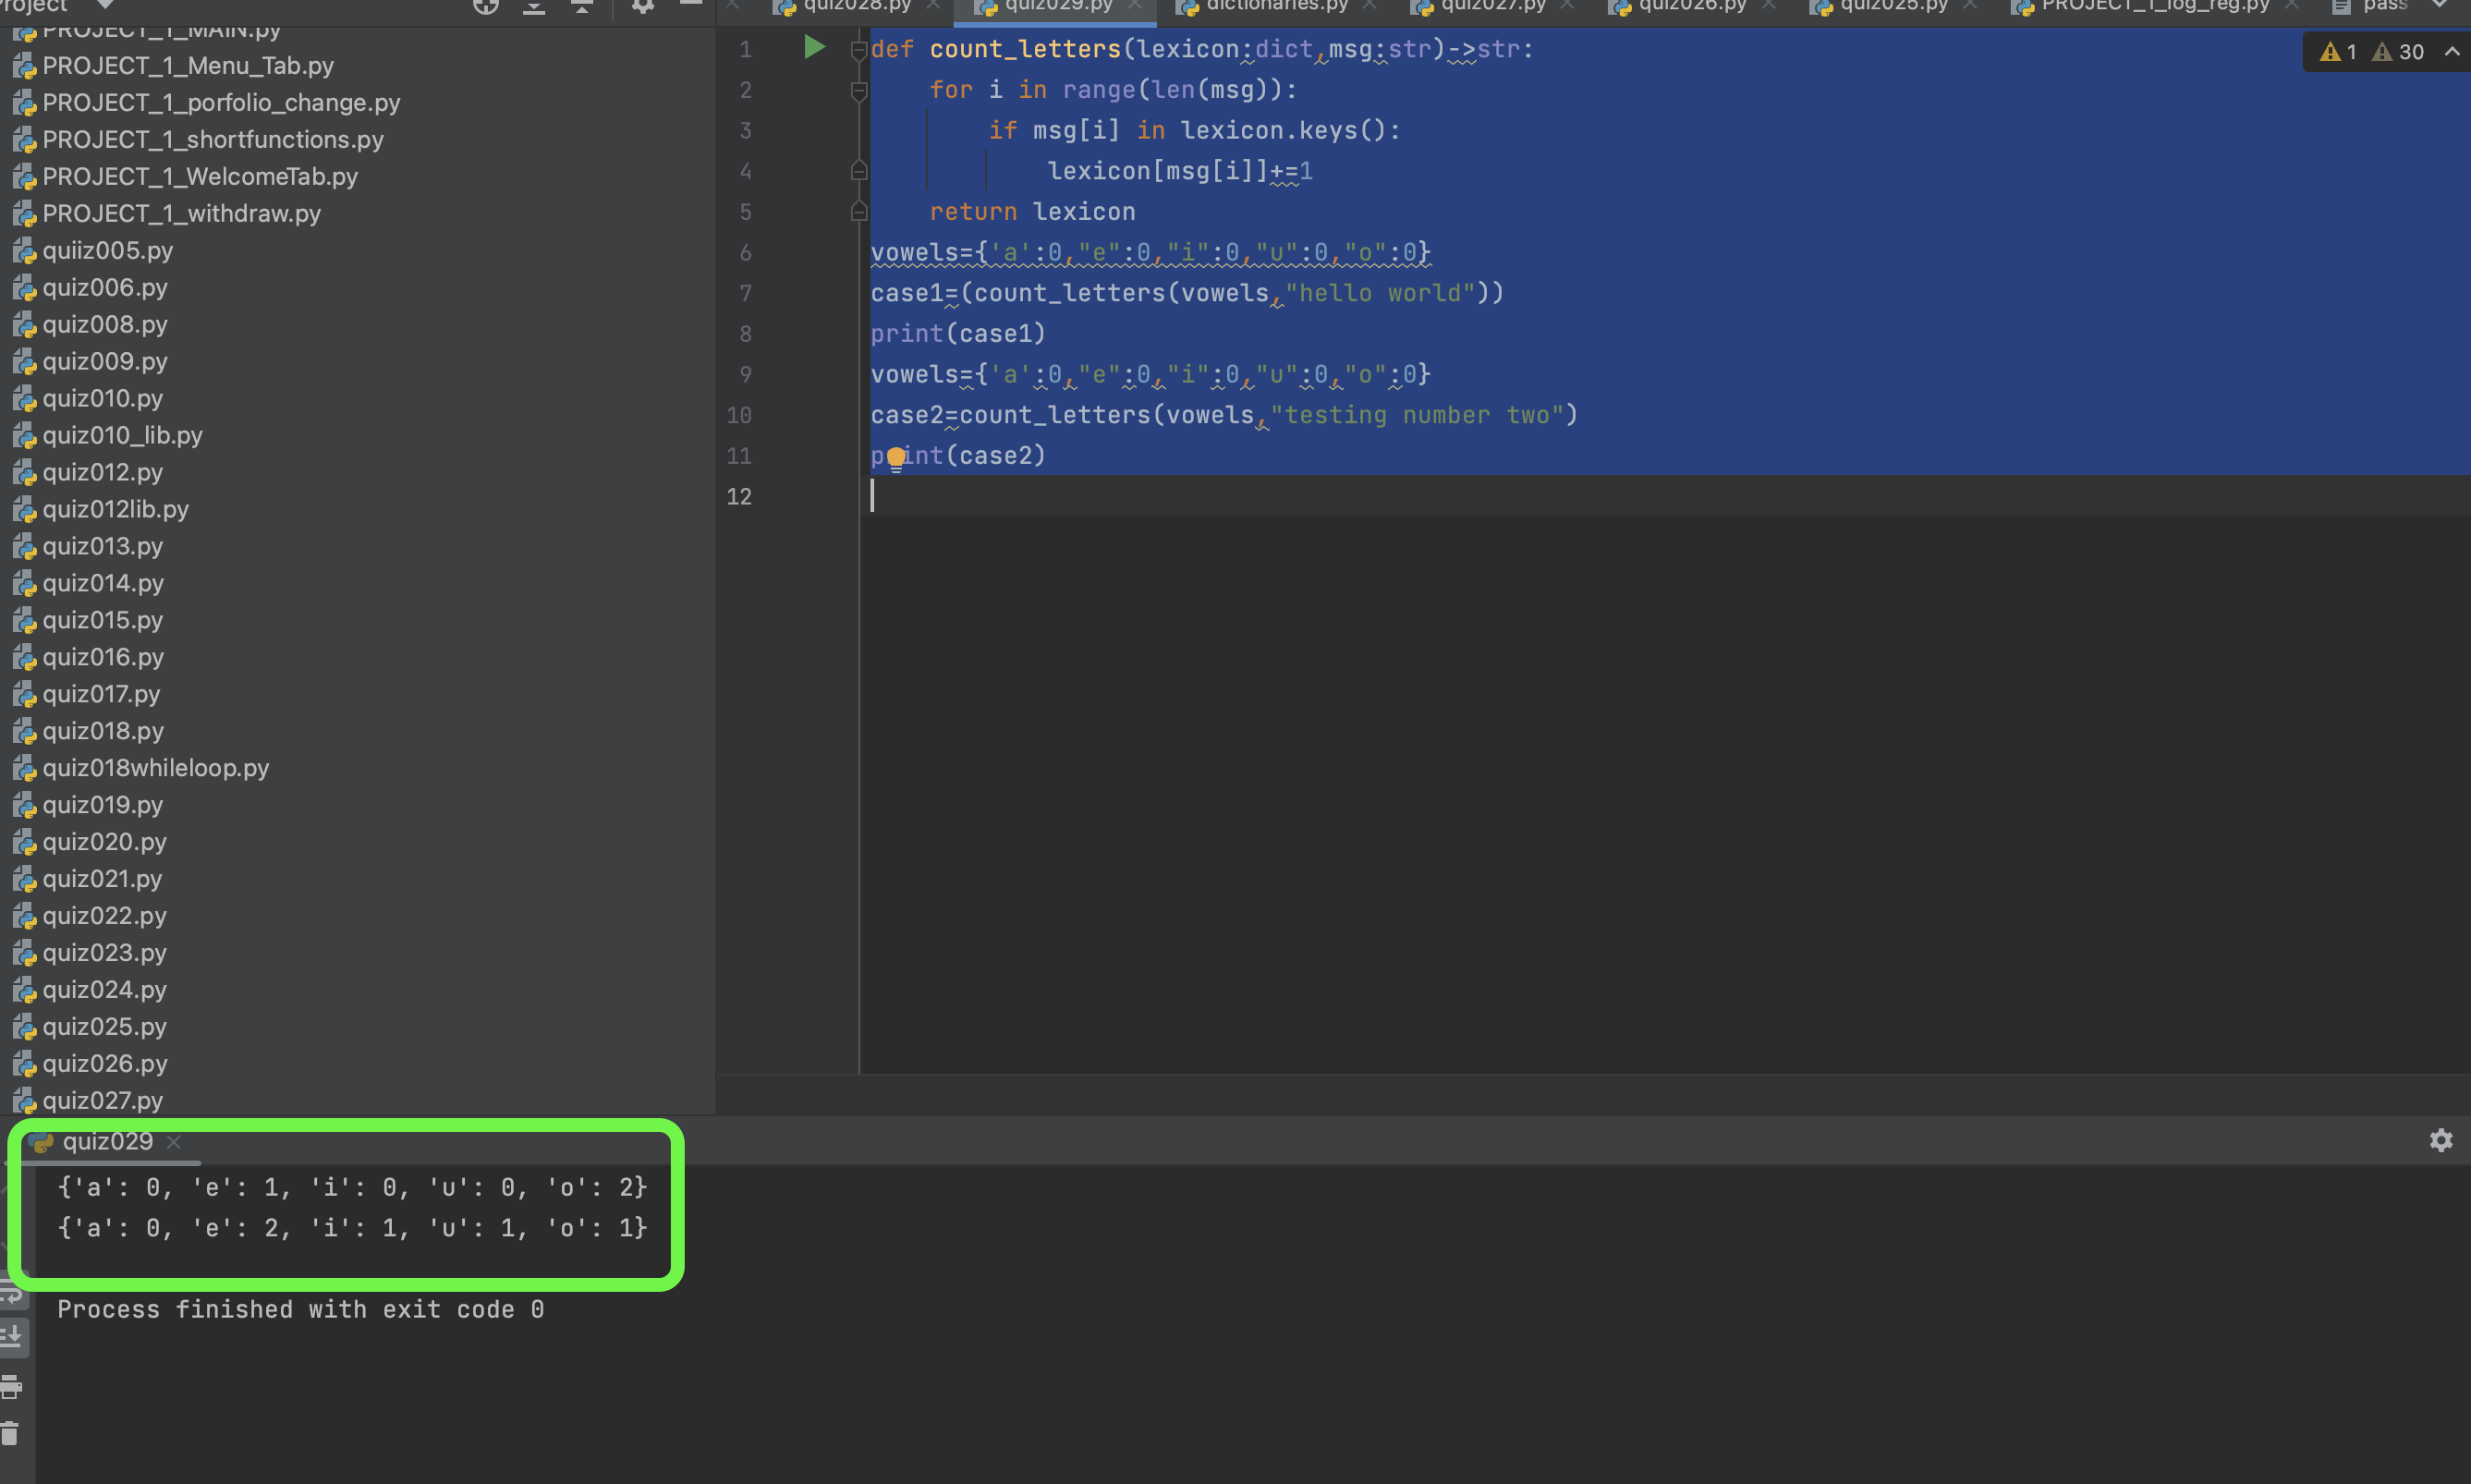 Project
quiz028.py
quiz029.py
dictionaries.py
quiz027.py
quiz026.py
quiz025.py
PROJECT_1_log_reg.py
pass
PROJECT_1_MAIN.py
PROJECT_1_Menu_Tab.py
PROJECT_1_porfolio_change.py
PROJECT_1_shortfunctions.py
PROJECT_1_WelcomeTab.py
PROJECT_1_withdraw.py
quiiz005.py
quiz006.py
quiz008.py
quiz009.py
quiz010.py
quiz010_lib.py
quiz012.py
quiz012lib.py
quiz013.py
quiz014.py
quiz015.py
quiz016.py
quiz017.py
quiz018.py
quiz018whileloop.py
quiz019.py
quiz020.py
quiz021.py
quiz022.py
quiz023.py
quiz024.py
quiz025.py
quiz026.py
quiz027.py
1 def count_letters(lexicon:dict,msg:str)->str:
2     for i in range(len(msg)):
3         if msg[i] in lexicon.keys():
4             lexicon[msg[i]]+=1
5     return lexicon
6 vowels={'a':0,"e":0,"i":0,"u":0,"o":0}
7 case1=(count_letters(vowels,"hello world"))
8 print(case1)
9 vowels={'a':0,"e":0,"i":0,"u":0,"o":0}
10 case2=count_letters(vowels,"testing number two")
11 print(case2)
12
1 30
quiz029
{'a': 0, 'e': 1, 'i': 0, 'u': 0, 'o': 2}
{'a': 0, 'e': 2, 'i': 1, 'u': 1, 'o': 1}
Process finished with exit code 0